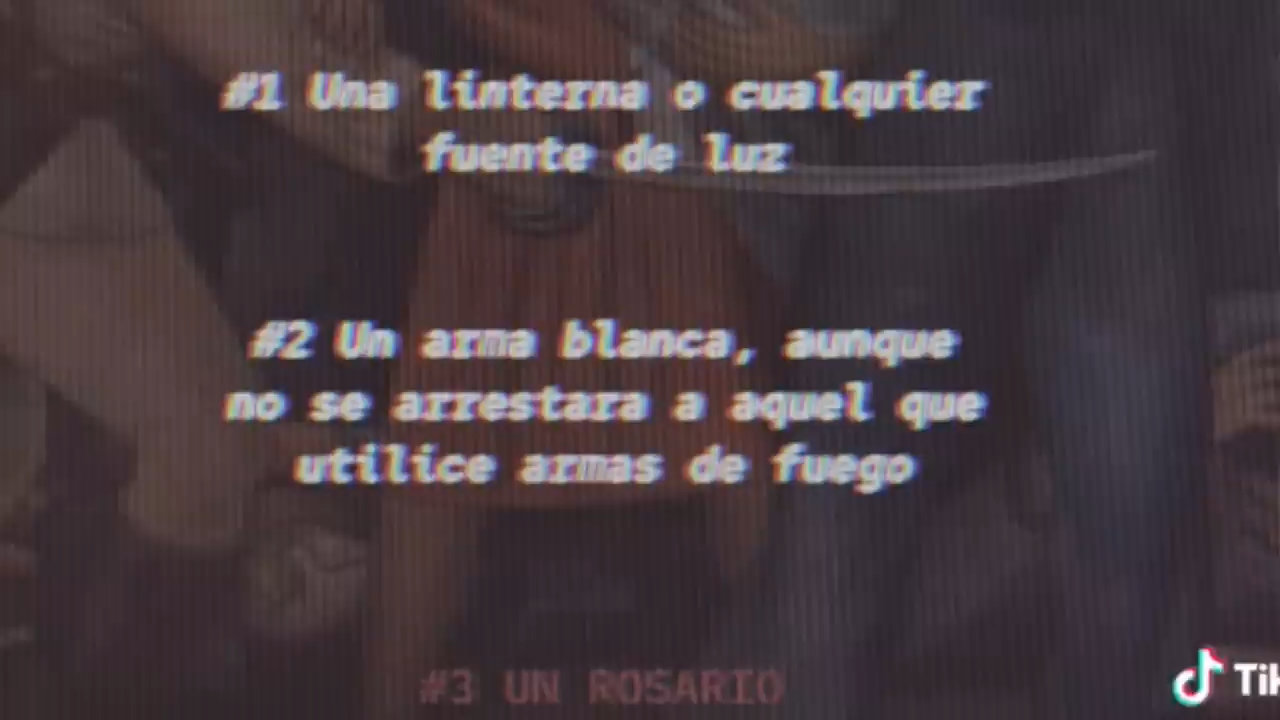 #1 Una linterna o cualquier
fuente de luz
#2 Un arma blanca, aunque
no se arrestara a aquel que
utilice armas de fuego
#3 UN ROSARIO